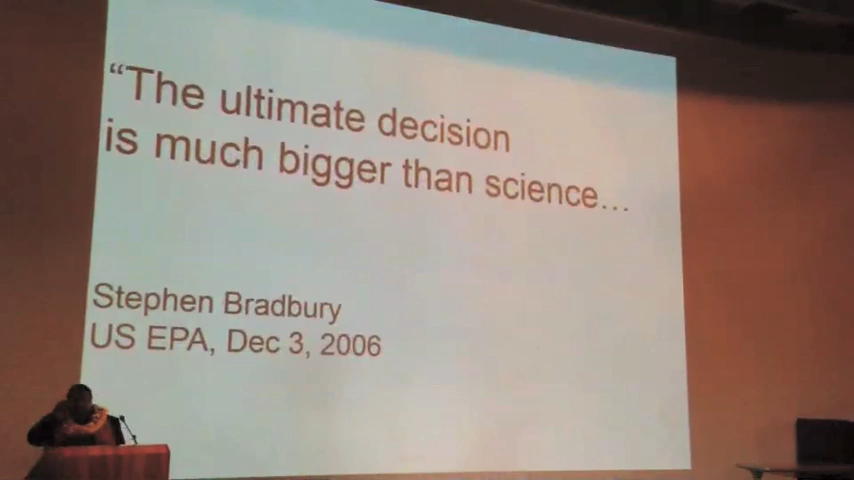 “The ultimate decision
is much bigger than science…
Stephen Bradbury
US EPA, Dec 3, 2006